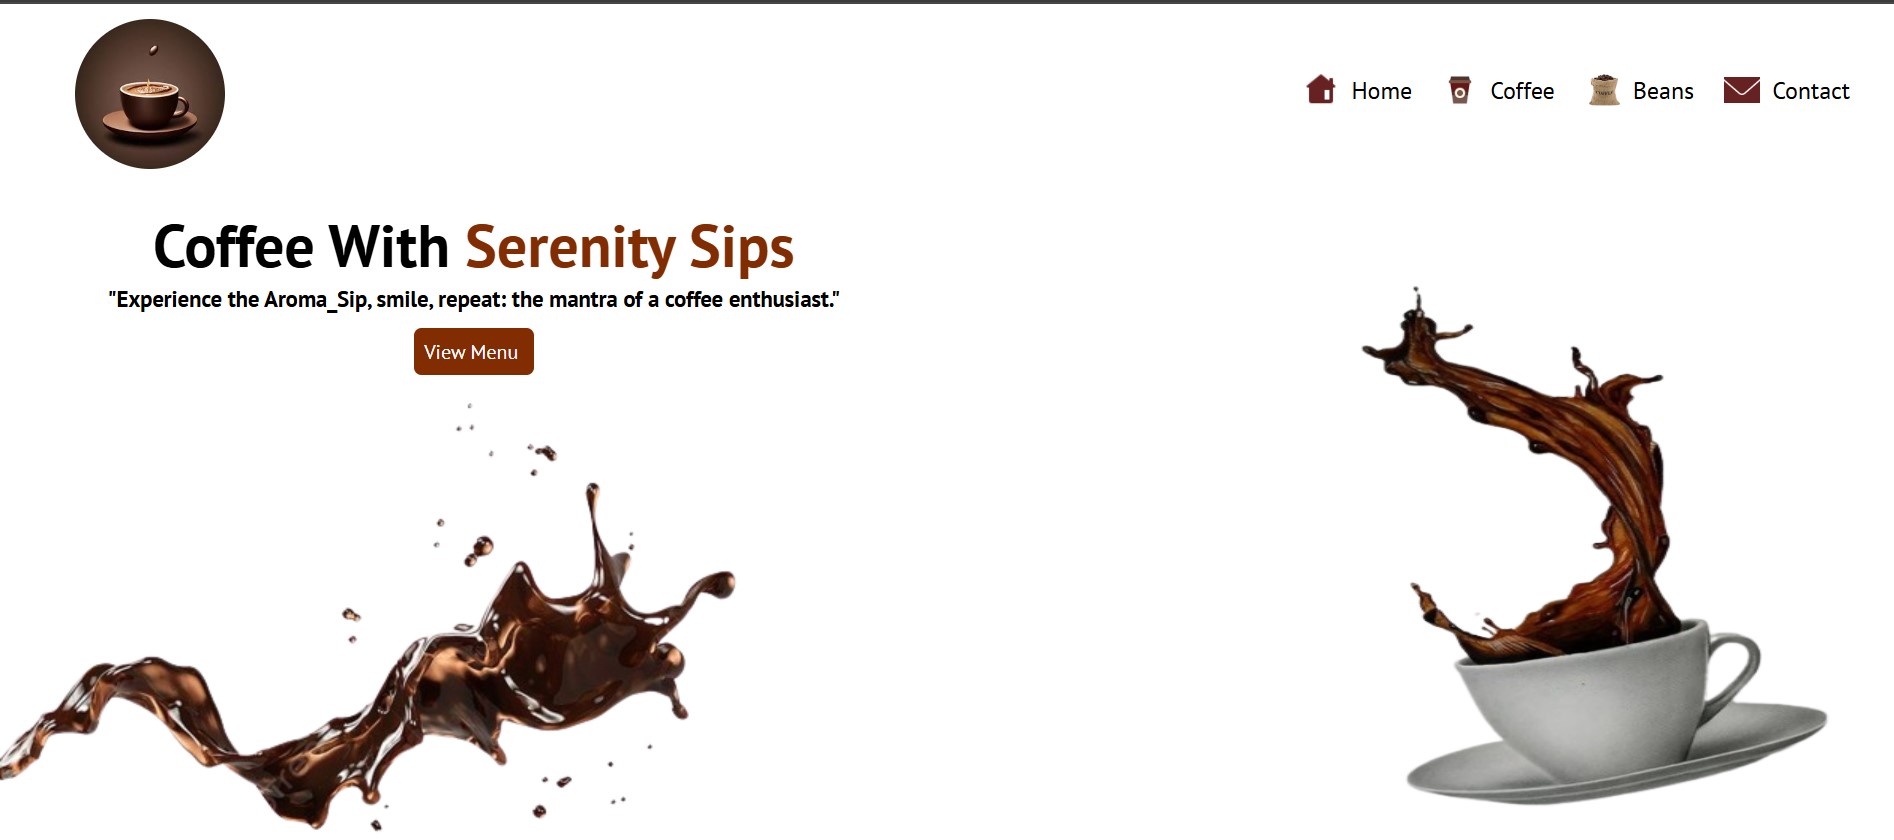 Home Coffee Beans Contact
Coffee With Serenity Sips
"Experience the Aroma_Sip, smile, repeat: the mantra of a coffee enthusiast."
View Menu